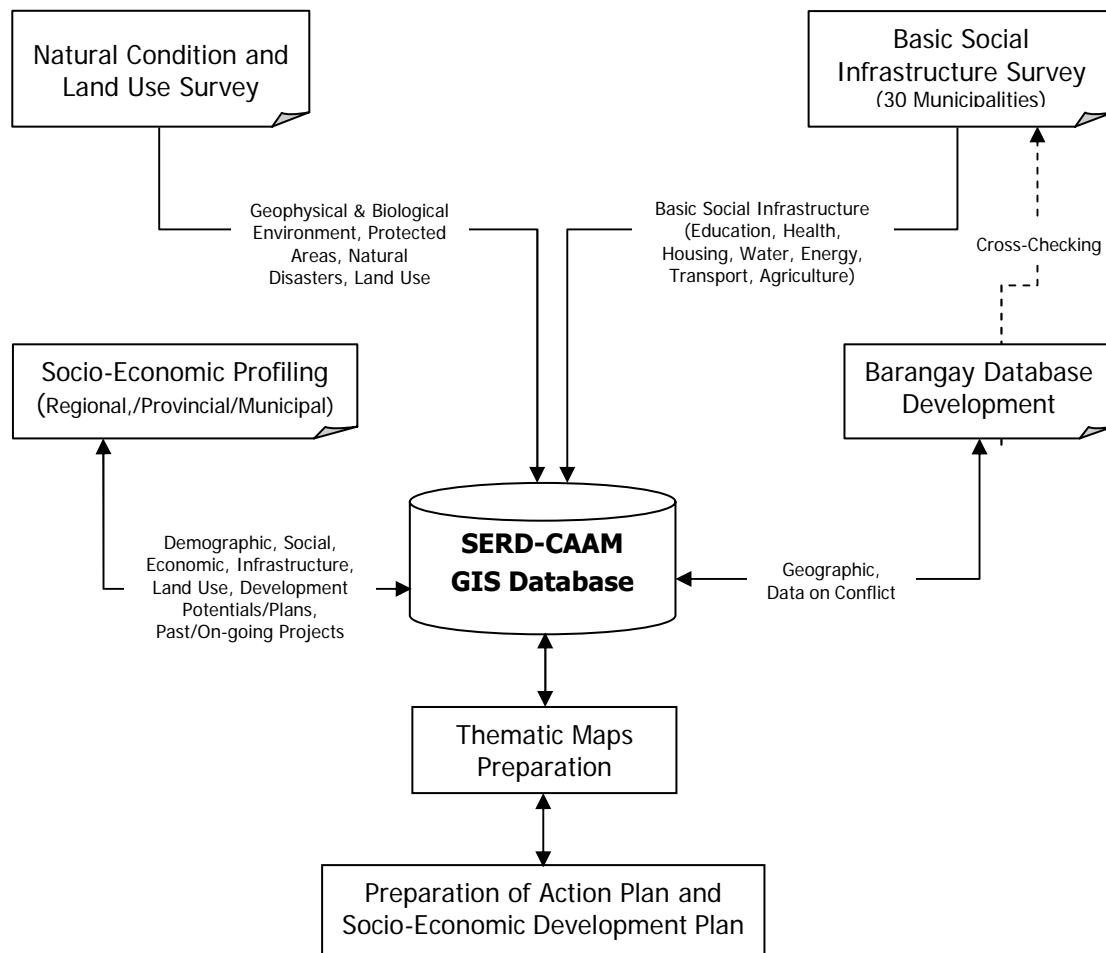 Natural Condition and
Land Use Survey
Basic Social
Infrastructure Survey
(30 Municipalities)
Geophysical & Biological
Environment, Protected
Areas, Natural
Disasters, Land Use
Basic Social Infrastructure
(Education, Health,
Housing, Water, Energy,
Transport, Agriculture)
Cross-Checking
Socio-Economic Profiling
(Regional,/Provincial/Municipal)
Barangay Database
Development
SERD-CAAM
GIS Database
Demographic, Social,
Economic, Infrastructure,
Land Use, Development
Potentials/Plans,
Past/On-going Projects
Geographic,
Data on Conflict
Thematic Maps
Preparation
Preparation of Action Plan and
Socio-Economic Development Plan